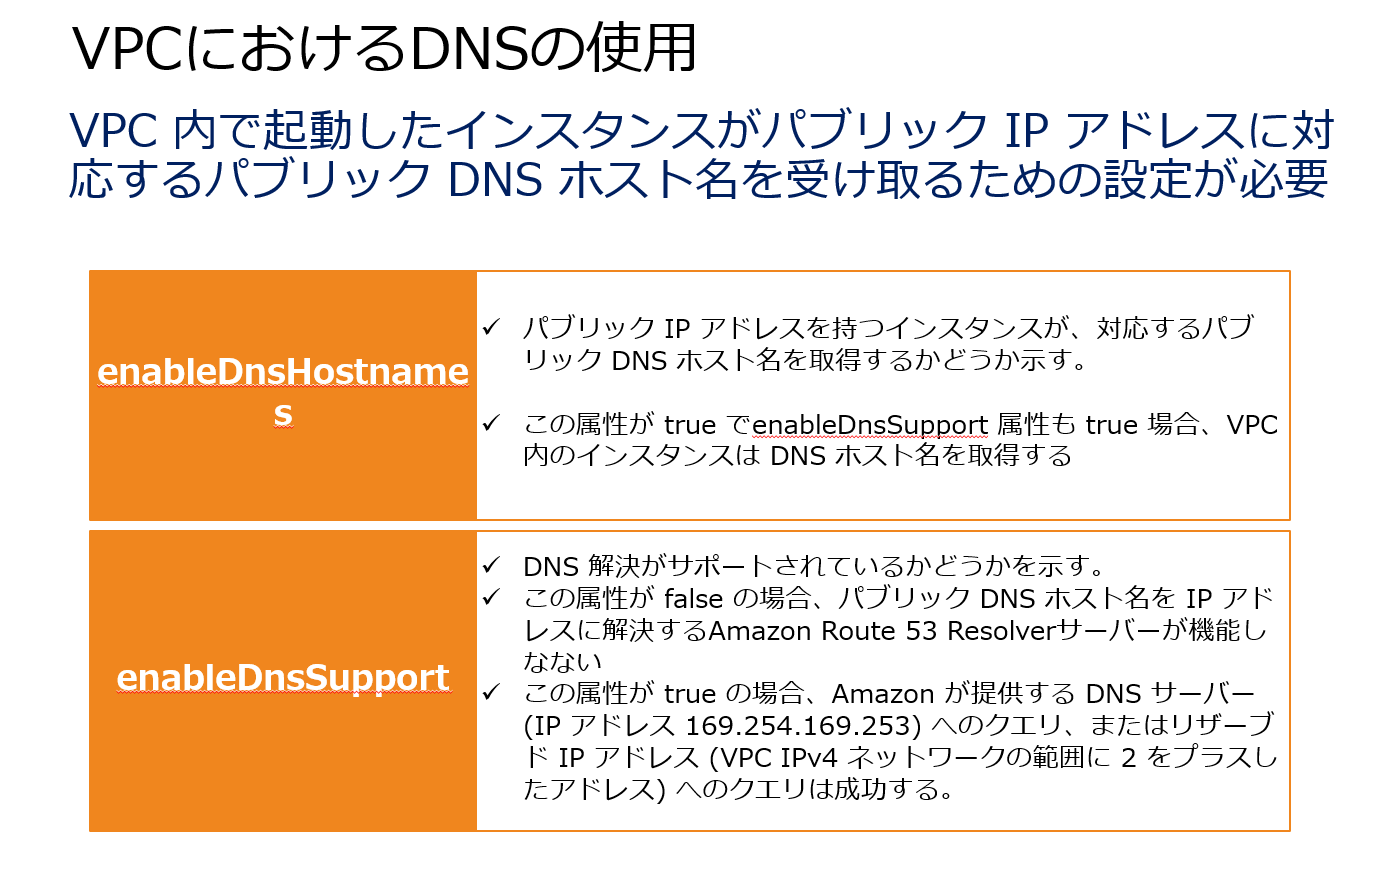 VPCにおけるDNSの使用
VPC 内で起動したインスタンスがパブリック IP アドレスに対
応するパブリック DNS ホスト名を受け取るための設定が必要
enableDnsHostname
s
✓ パブリック IP アドレスを持つインスタンスが、対応するパブ
リック DNS ホスト名を取得するかどうか示す。
✓ この属性が true でenableDnsSupport 属性も true 場合、VPC
内のインスタンスは DNS ホスト名を取得する
enableDnsSupport
✓ DNS 解決がサポートされているかどうかを示す。
✓ この属性が false の場合、パブリック DNS ホスト名を IP アド
レスに解決するAmazon Route 53 Resolverサーバーが機能し
なない
✓ この属性が true の場合、Amazon が提供する DNS サーバー
(IP アドレス 169.254.169.253) へのクエリ、またはリザーブ
ド IP アドレス (VPC IPv4 ネットワークの範囲に 2 をプラスし
たアドレス) へのクエリは成功する。